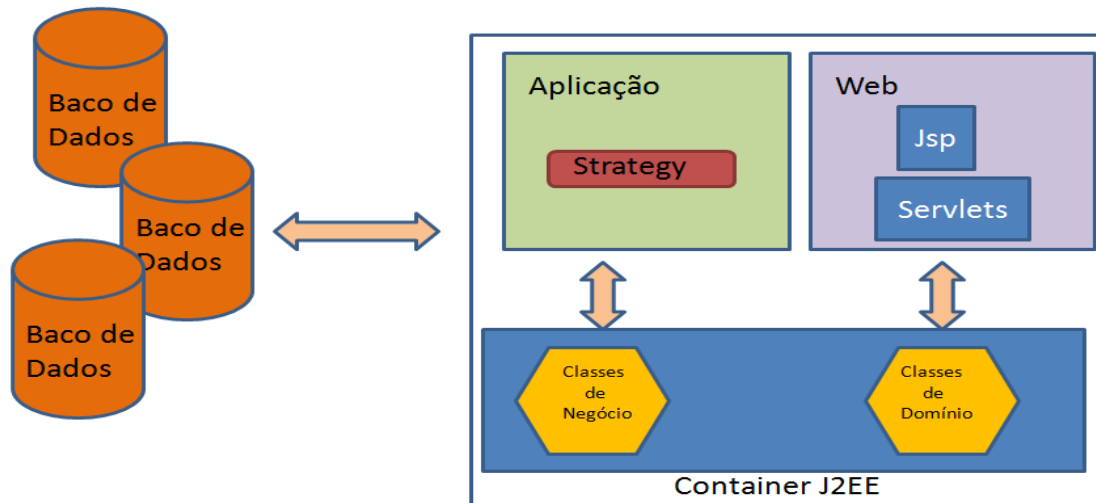 Baco de
Dados
Baco de
Dados
Baco de
Dados
Aplicação
Strategy
Web
Jsp
Servlets
Classes
de
Negócio
Classes
de
Domínio
Container J2EE